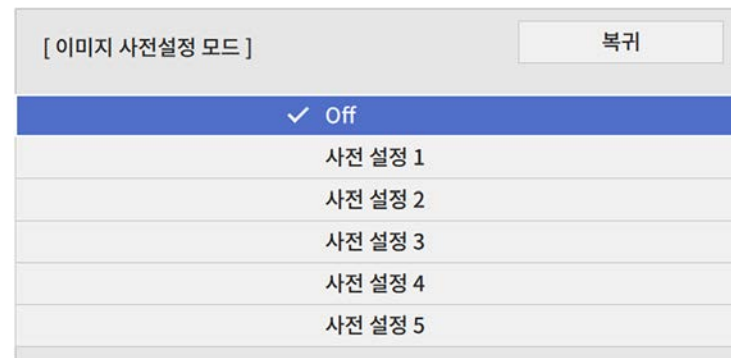 [ 이미지 사전설정 모드 ]
복귀
✓ Off
사전 설정 1
사전 설정 2
사전 설정 3
사전 설정 4
사전 설정 5